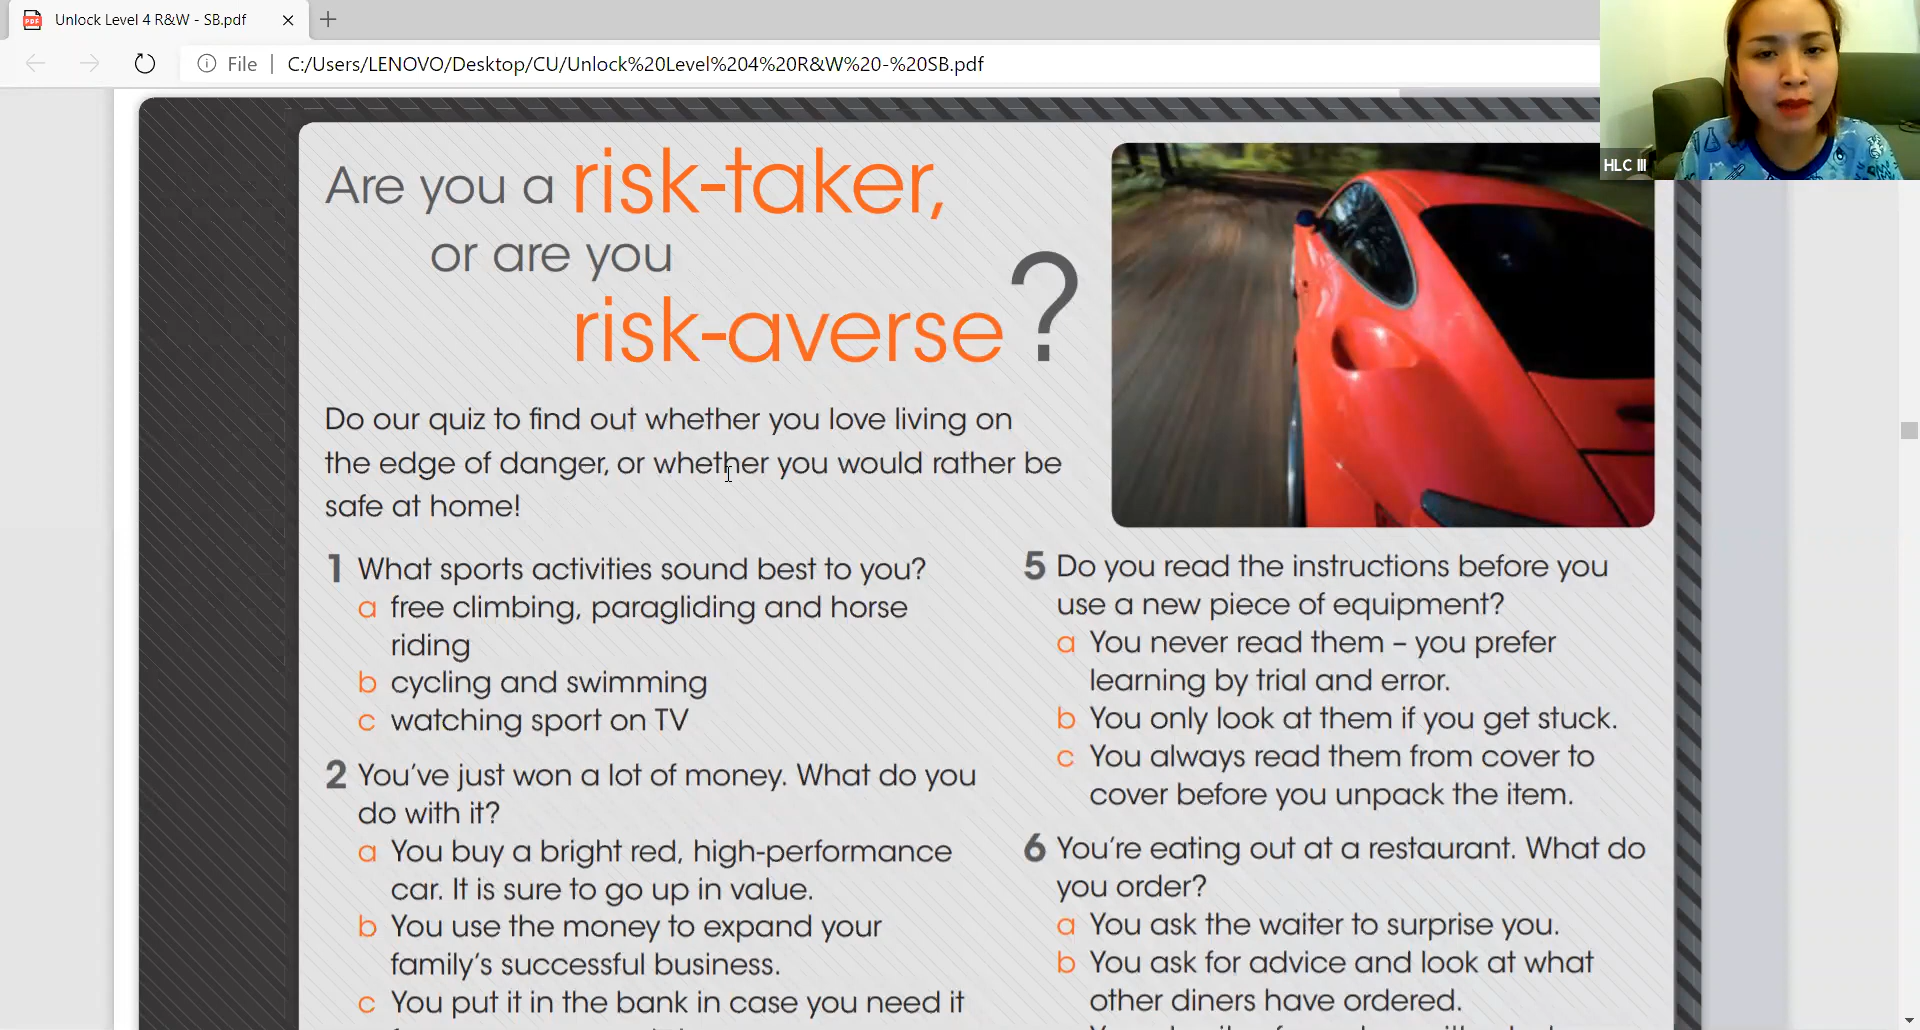 Unlock Level 4 R&W - SB.pdf
File
C:/Users/LENOVO/Desktop/CU/Unlock%20Level%204%20R&W%20-%20SB.pdf
HLC III
Are you a risk-taker,
or are you
risk-averse?
Do our quiz to find out whether you love living on
the edge of danger, or whether you would rather be
safe at home!
1 What sports activities sound best to you?
a free climbing, paragliding and horse
riding
b cycling and swimming
c watching sport on TV
2 You've just won a lot of money. What do you
do with it?
a You buy a bright red, high-performance
car. It is sure to go up in value.
b You use the money to expand your
family's successful business.
c You put it in the bank in case you need it
5 Do you read the instructions before you
use a new piece of equipment?
a You never read them – you prefer
learning by trial and error.
b You only look at them if you get stuck.
c You always read them from cover to
cover before you unpack the item.
6 You're eating out at a restaurant. What do
you order?
a You ask the waiter to surprise you.
b You ask for advice and look at what
other diners have ordered.